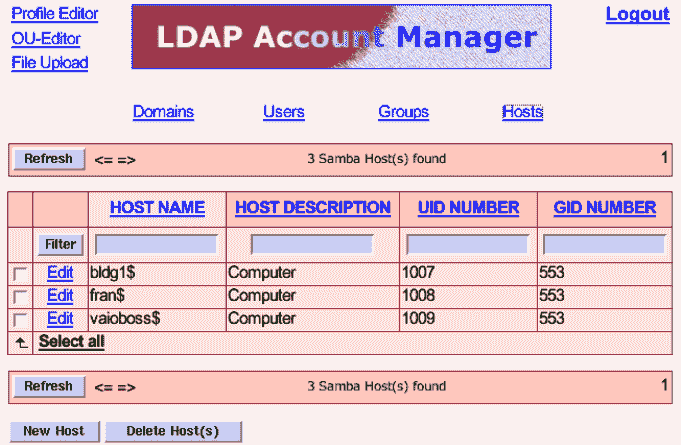 Profile Editor
OU-Editor
File Upload
LDAP Account Manager
Logout
Domains Users Groups Hosts
Refresh <= => 3 Samba Host(s) found 1
HOST NAME HOST DESCRIPTION UID NUMBER GID NUMBER
Filter
Edit bldg1$ Computer 1007 553
Edit fran$ Computer 1008 553
Edit vaioboss$ Computer 1009 553
Select all
Refresh <= => 3 Samba Host(s) found 1
New Host Delete Host(s)